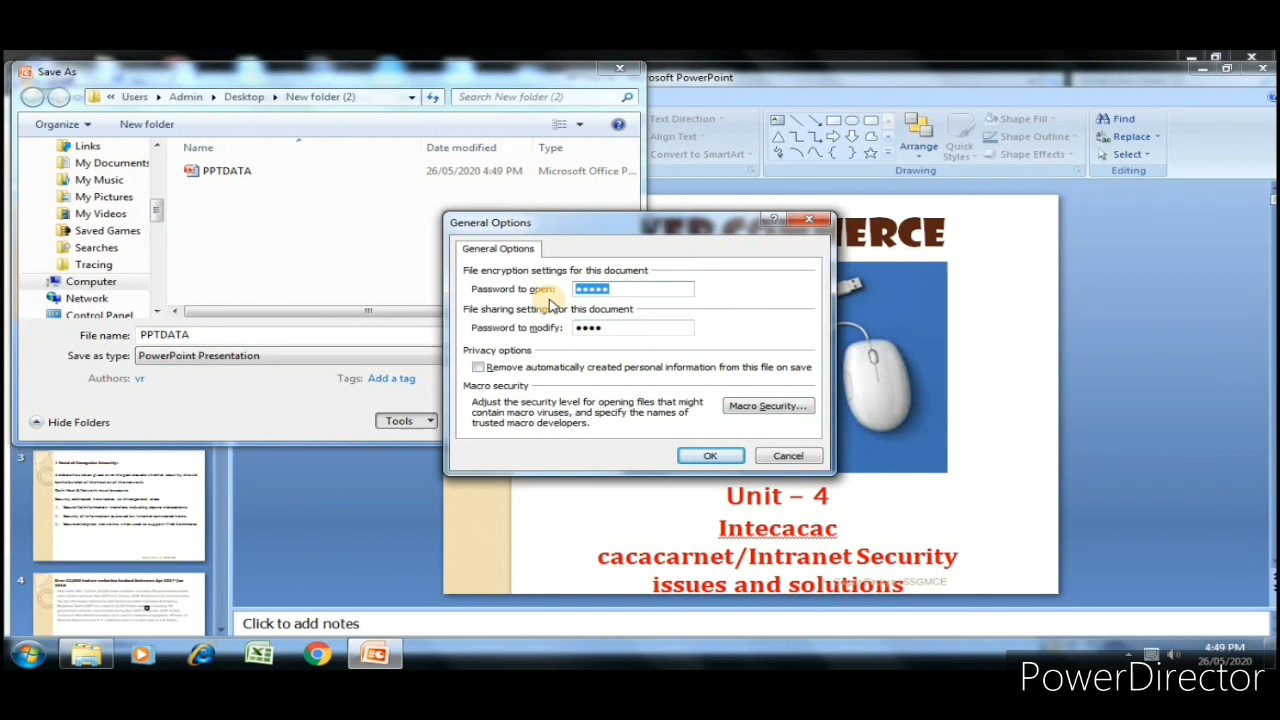 Save As
rosoft PowerPoint
« Users ▸ Admin ▸ Desktop ▸ New folder (2)
Search New folder (2)
Organize
New folder
Links
My Documents
My Music
My Pictures
My Videos
Saved Games
Searches
Tracing
Computer
Network
Control Panel
Name
Date modified
Type
PPTDATA
26/05/2020 4:49 PM
Microsoft Office P...
File name: PPTDATA
Save as type: PowerPoint Presentation
Authors: vr
Tags: Add a tag
Hide Folders
Tools
Text Direction
Align Text
Convert to SmartArt
Arrange
Quick
Styles
Shape Fill
Shape Outline
Shape Effects
Drawing
Find
Replace
Select
Editing
General Options
General Options
File encryption settings for this document
Password to open:
File sharing settings for this document
Password to modify:
Privacy options
Remove automatically created personal information from this file on save
Macro security
Adjust the security level for opening files that might
contain macro viruses, and specify the names of
trusted macro developers.
Macro Security...
OK
Cancel
ERCE
Unit – 4
Intecacac
cacacarnet/Intranet Security
issues and solutions
SSGMCE
3
4
Click to add notes
4:49 PM
26/05/2020
PowerDirector